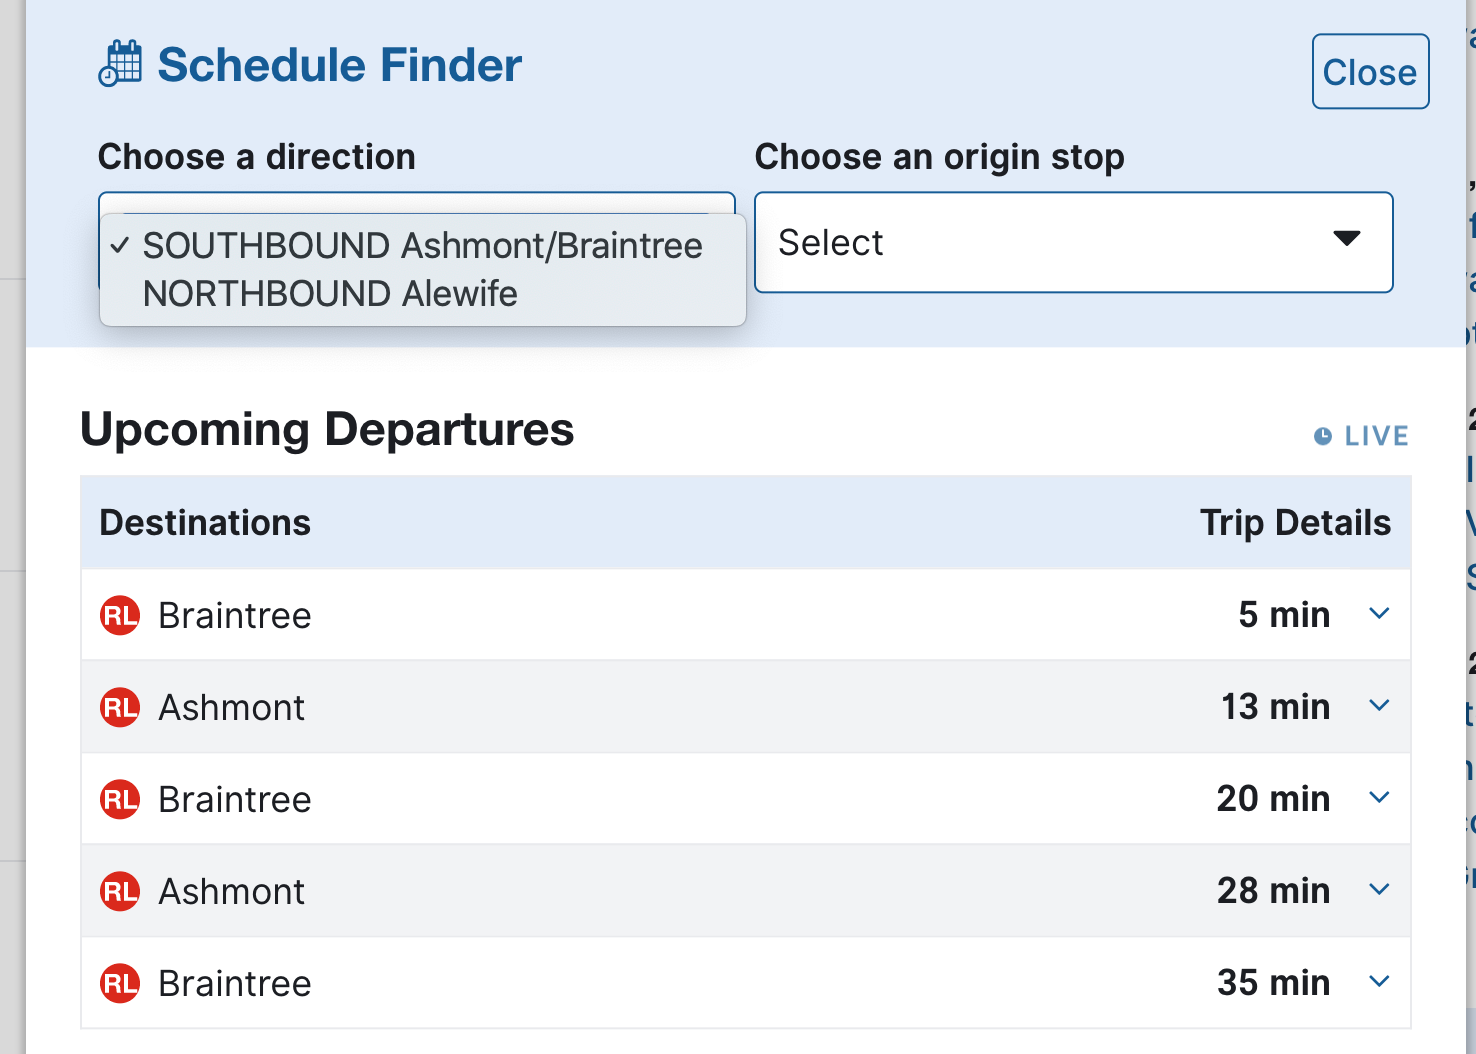 Schedule Finder
Close
Choose a direction
Choose an origin stop
✓ SOUTHBOUND Ashmont/Braintree
NORTHBOUND Alewife
Select
Upcoming Departures
LIVE
Destinations Trip Details
RL Braintree 5 min
RL Ashmont 13 min
RL Braintree 20 min
RL Ashmont 28 min
RL Braintree 35 min